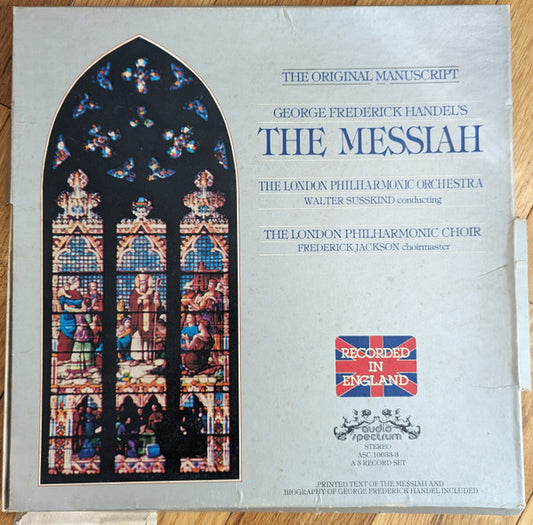 THE ORIGINAL MANUSCRIPT
GEORGE FREDERICK HANDEL'S
THE MESSIAH
THE LONDON PHILHARMONIC ORCHESTRA
WALTER SUSSKIND conducting
THE LONDON PHILHARMONIC CHOIR
FREDERICK JACKSON choirmaster
RECORDED
IN
ENGLAND
audio
spectrum
STEREO
ASC 10033-3
A 3 RECORD SET
PRINTED TEXT OF THE MESSIAH AND
BIOGRAPHY OF GEORGE FREDERICK HANDEL INCLUDED